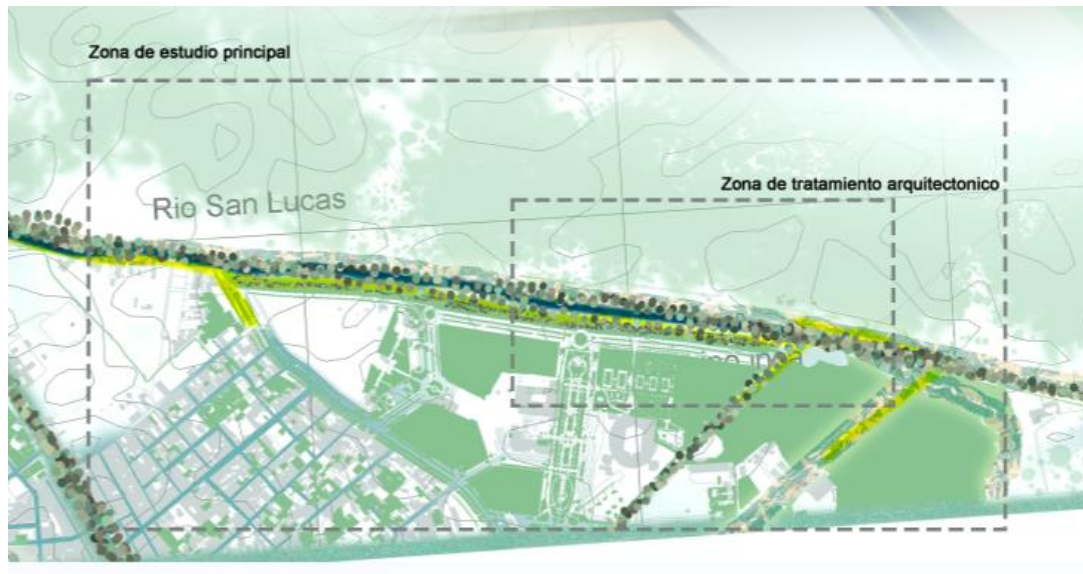 Zona de estudio principal
Zona de tratamiento arquitectonico
Rio San Lucas